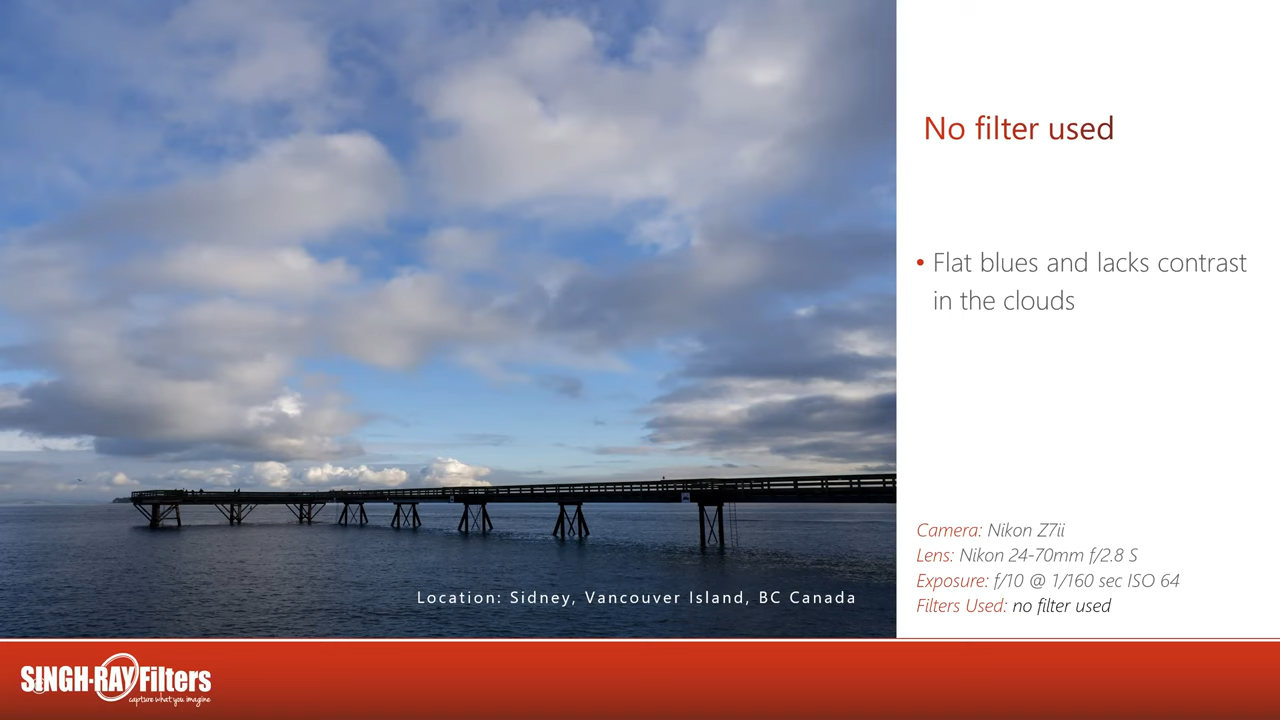 No filter used
• Flat blues and lacks contrast
in the clouds
Camera: Nikon Z7ii
Lens: Nikon 24-70mm f/2.8 S
Exposure: f/10 @ 1/160 sec ISO 64
Filters Used: no filter used
Location: Sidney, Vancouver Island, BC Canada
SINGH-RAY Filters
capture what you imagine